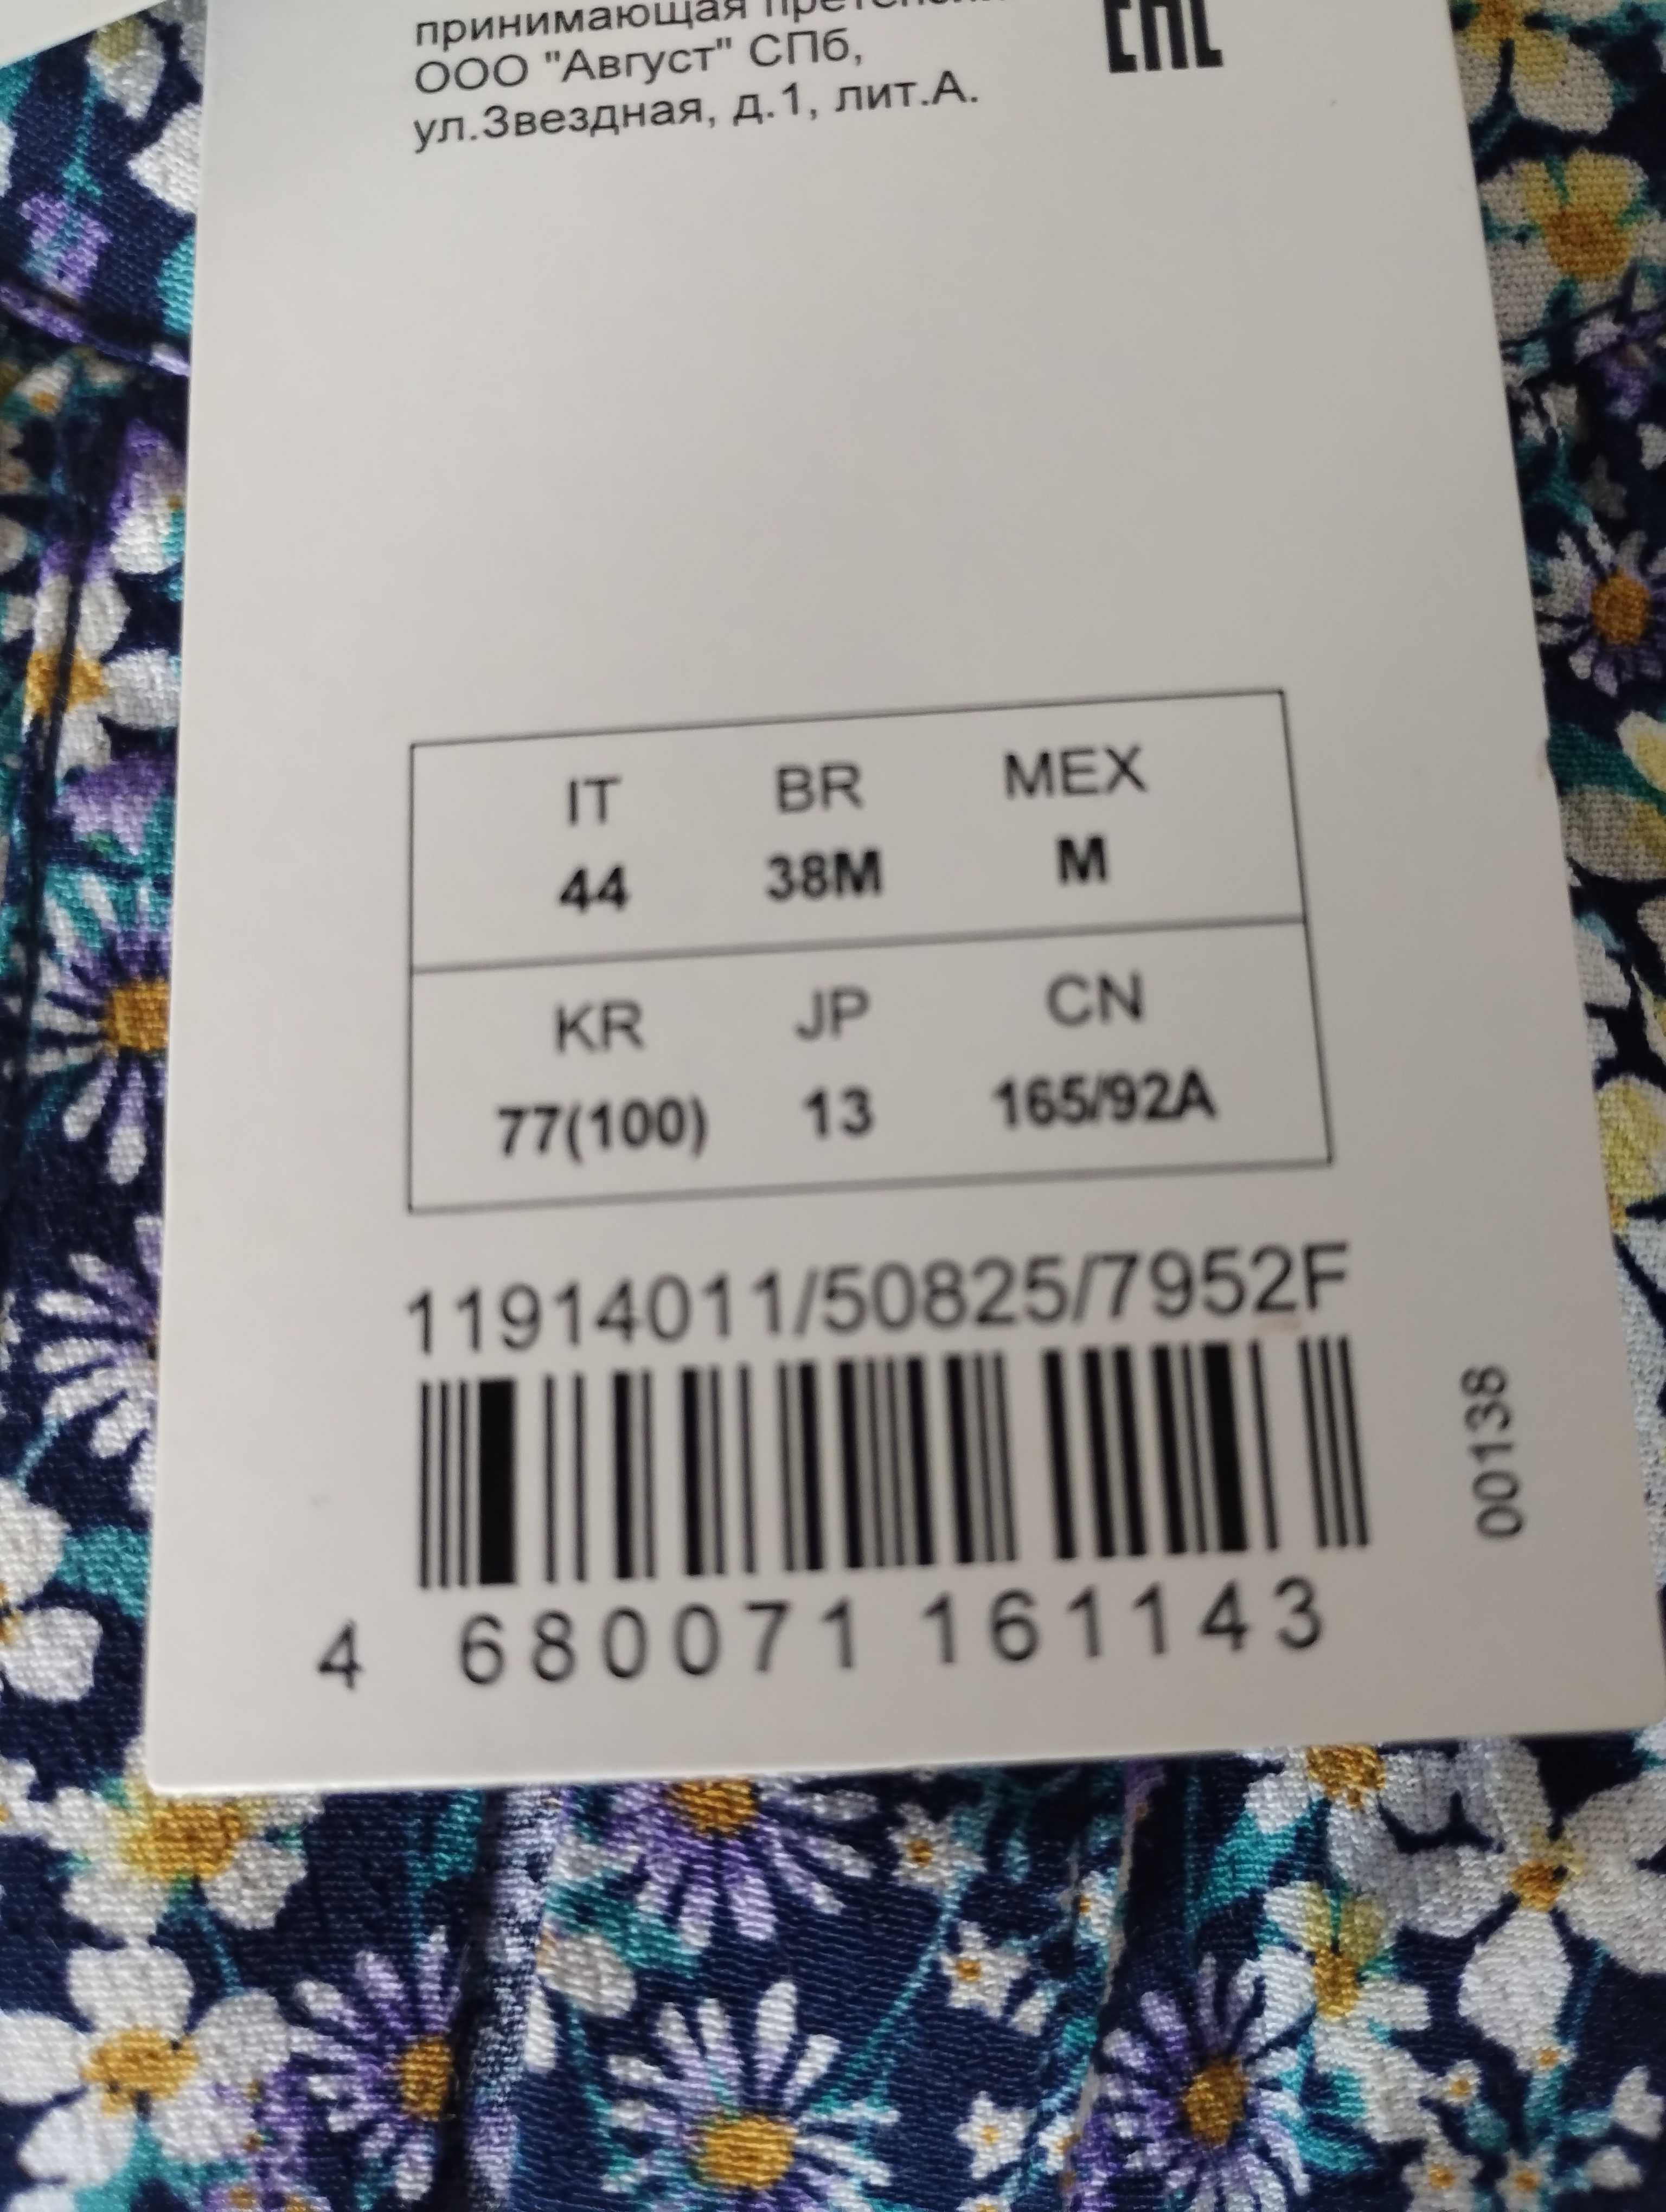 принимающая
ООО "Август" СПб,
ул.Звездная, д.1, лит.А.
IT BR MEX
44 38M M
KR JP CN
77(100) 13 165/92A
11914011/50825/7952F
00138
4 680071 161143